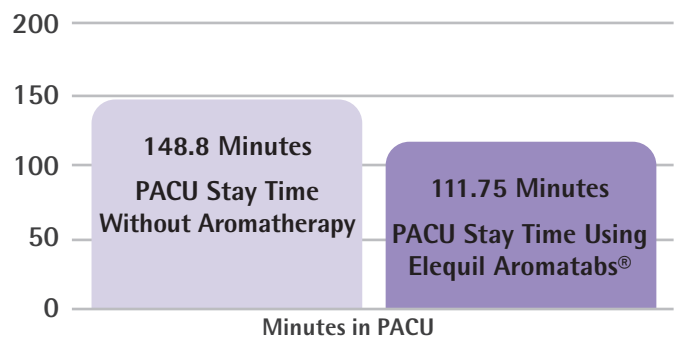 200
150
100
50
0
148.8 Minutes
PACU Stay Time
Without Aromatherapy
111.75 Minutes
PACU Stay Time Using
Elequil Aromatabs®
Minutes in PACU